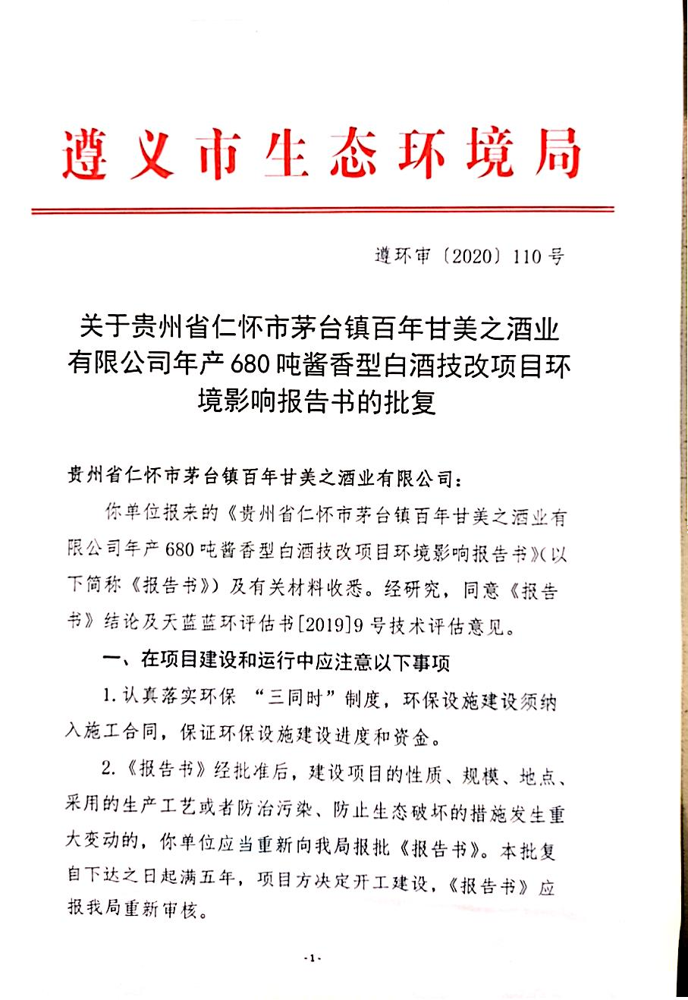 遵义市生态环境局
遵环审〔2020〕110号
关于贵州省仁怀市茅台镇百年甘美之酒业
有限公司年产680吨酱香型白酒技改项目环
境影响报告书的批复
贵州省仁怀市茅台镇百年甘美之酒业有限公司：
你单位报来的《贵州省仁怀市茅台镇百年甘美之酒业有
限公司年产680吨酱香型白酒技改项目环境影响报告书》（以
下简称《报告书》）及有关材料收悉。经研究，同意《报告
书》结论及天蓝蓝环评估书[2019]9号技术评估意见。
一、在项目建设和运行中应注意以下事项
1.认真落实环保 “三同时”制度，环保设施建设须纳
入施工合同，保证环保设施建设进度和资金。
2.《报告书》经批准后，建设项目的性质、规模、地点、
采用的生产工艺或者防治污染、防止生态破坏的措施发生重
大变动的，你单位应当重新向我局报批《报告书》。本批复
自下达之日起满五年，项目方决定开工建设，《报告书》应
报我局重新审核。
-1-